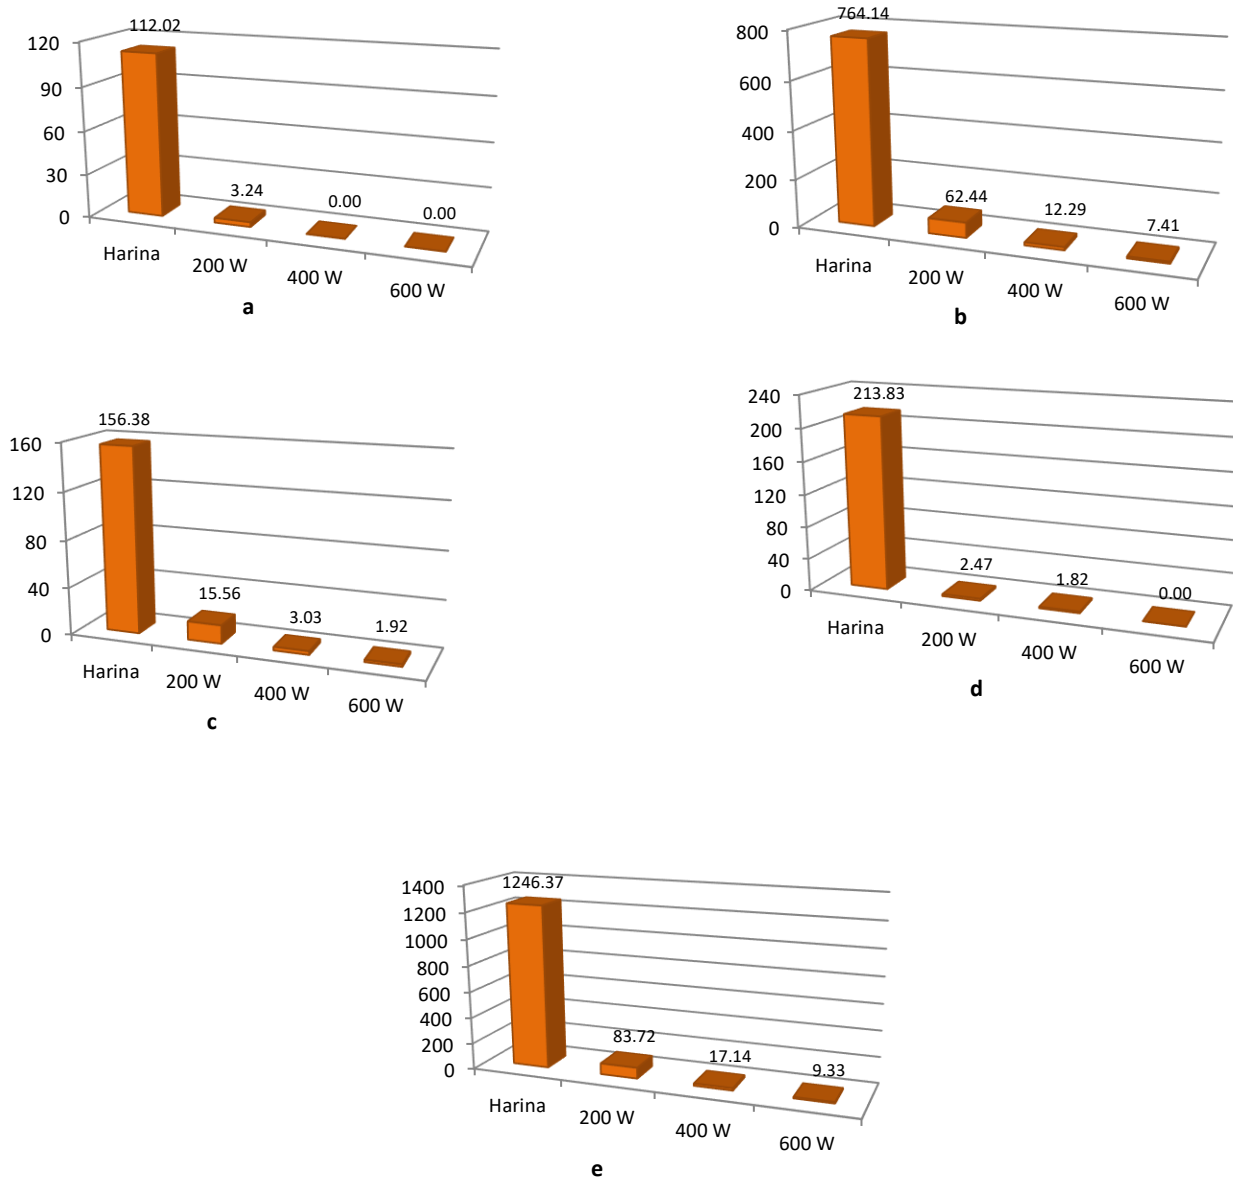 112.02
120
90
60
30
0
3.24
0.00
0.00
Harina
200 W
400 W
600 W
a
764.14
800
600
400
200
0
62.44
12.29
7.41
Harina
200 W
400 W
600 W
b
156.38
160
120
80
40
0
15.56
3.03
1.92
Harina
200 W
400 W
600 W
c
240
213.83
200
160
120
80
40
0
2.47
1.82
0.00
Harina
200 W
400 W
600 W
d
1400
1246.37
1200
1000
800
600
400
200
0
83.72
17.14
9.33
Harina
200 W
400 W
600 W
e